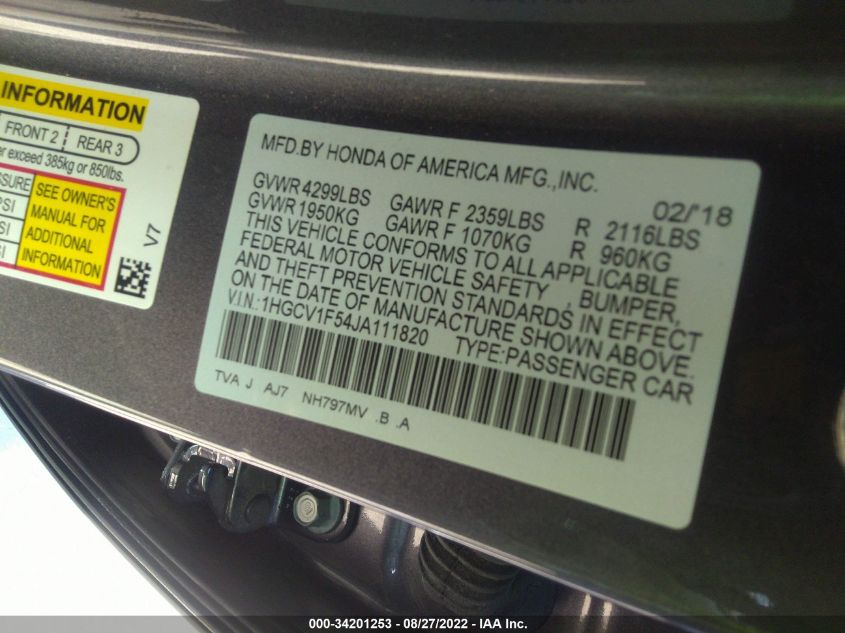 INFORMATION
FRONT 2 REAR 3
exceed 385kg or 850lbs.
SEE OWNER'S
MANUAL FOR
ADDITIONAL
INFORMATION
V7
MFD.BY HONDA OF AMERICA MFG.,INC.
02/'18
GVWR 4299LBS GAWR F 2359LBS R 2116LBS
GVWR 1950KG GAWR F 1070KG R 960KG
THIS VEHICLE CONFORMS TO ALL APPLICABLE
FEDERAL MOTOR VEHICLE SAFETY , BUMPER,
AND THEFT PREVENTION STANDARDS IN EFFECT
ON THE DATE OF MANUFACTURE SHOWN ABOVE.
V.I.N.:1HGCV1F54JA111820 TYPE:PASSENGER CAR
TVA J AJ7 NH797MV .B .A
000-34201253 - 08/27/2022 - IAA Inc.